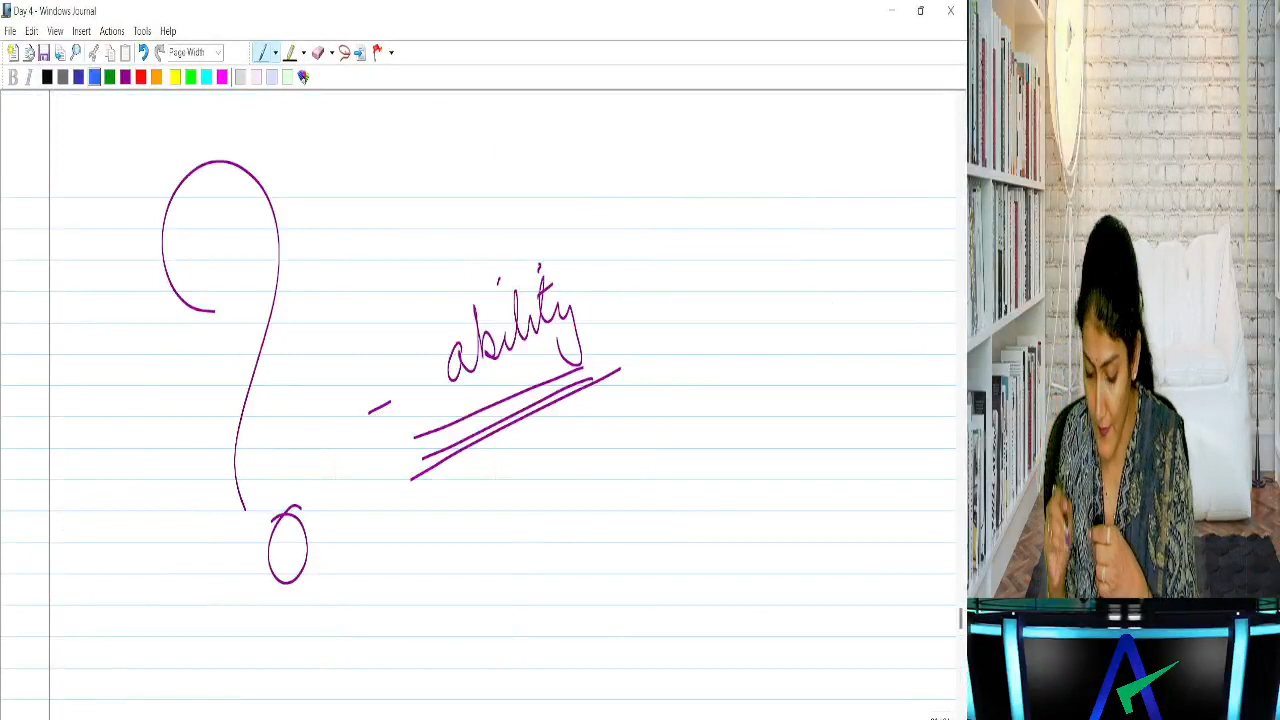 Day 4 - Windows Journal
File Edit View Insert Actions Tools Help
Page Width
B I
?
- ability